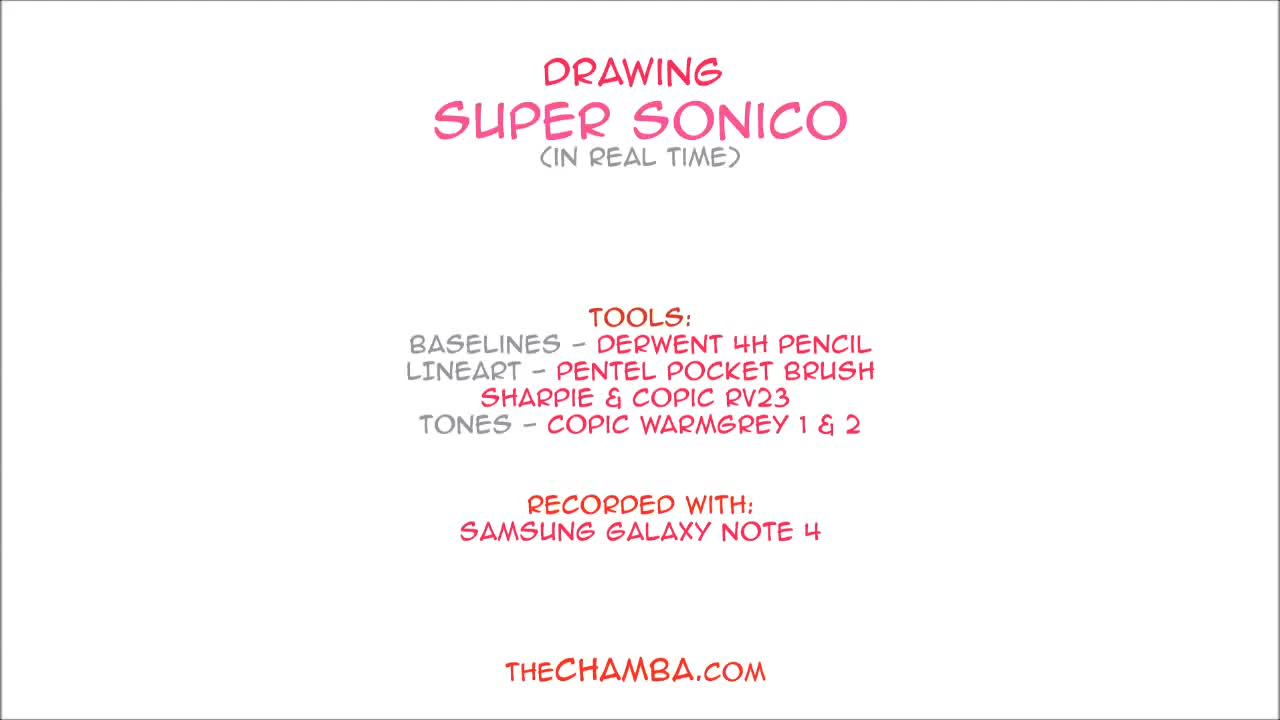 DRAWING
SUPER SONICO
(IN REAL TIME)
TOOLS:
BASELINES - DERWENT 4H PENCIL
LINEART - PENTEL POCKET BRUSH
SHARPIE & COPIC RV23
TONES - COPIC WARMGREY 1 & 2
RECORDED WITH:
SAMSUNG GALAXY NOTE 4
THECHAMBA.COM